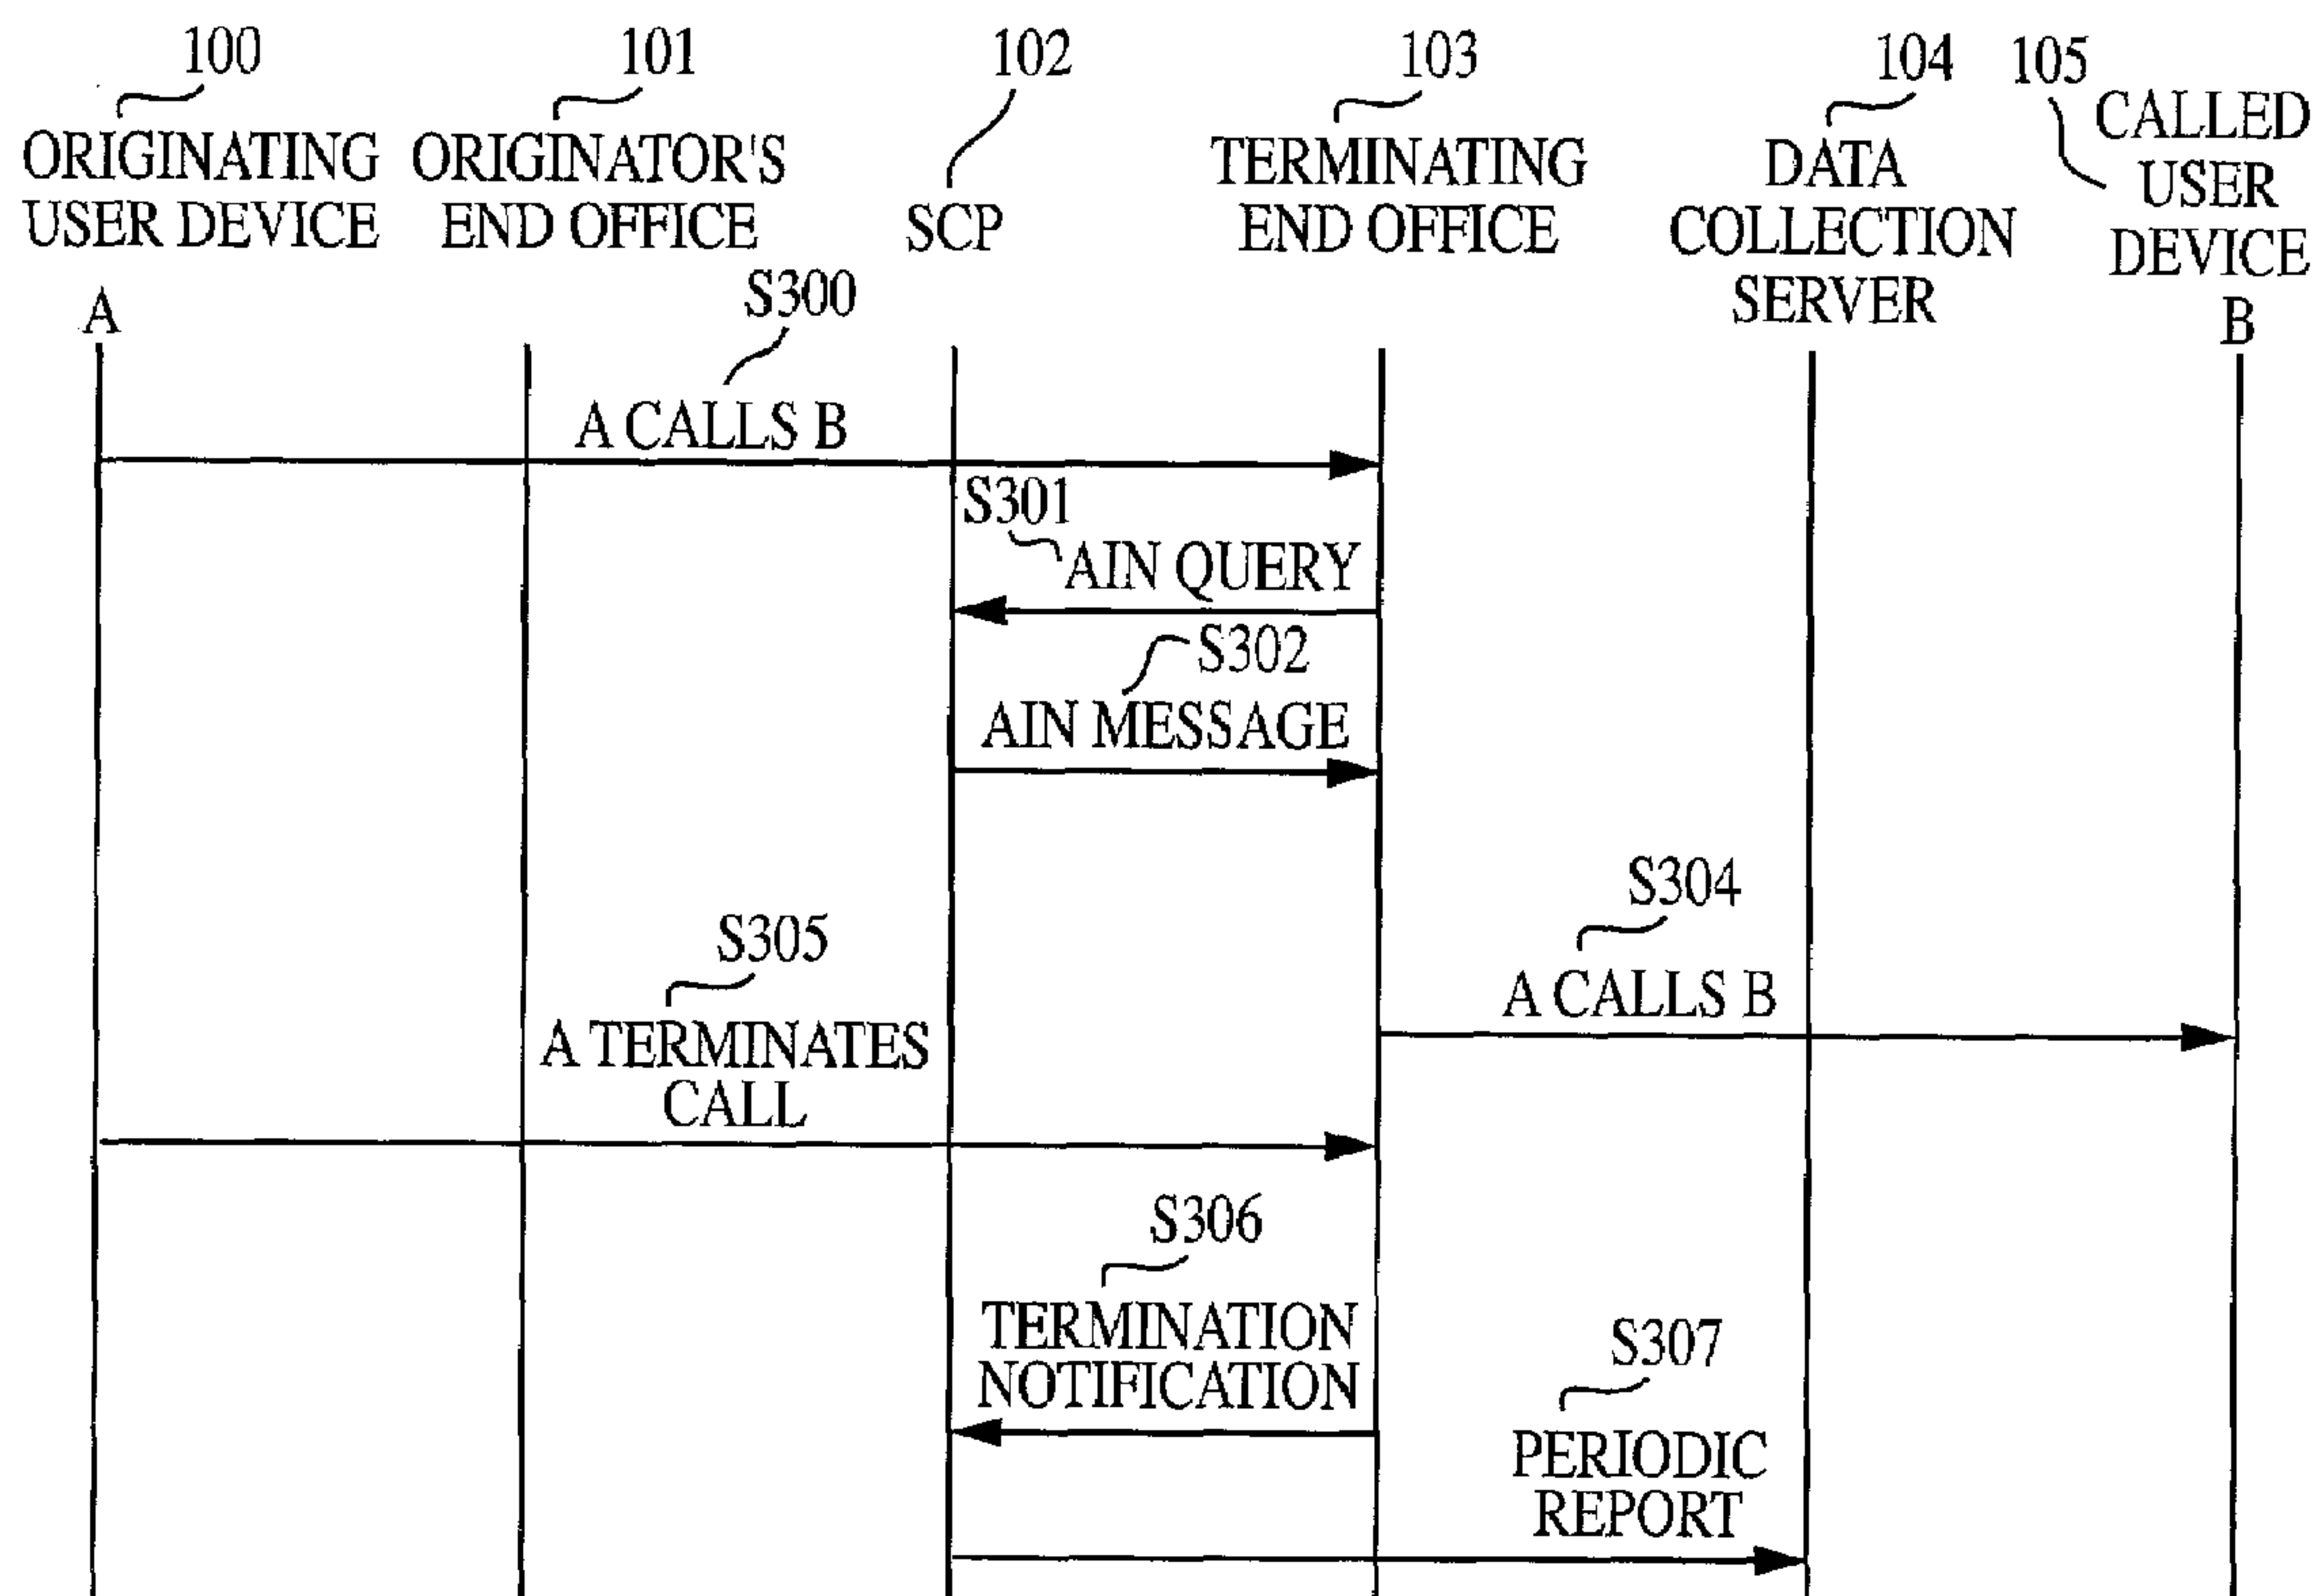 100
101
102
103
104
105
ORIGINATING
USER DEVICE
ORIGINATOR'S
END OFFICE
SCP
TERMINATING
END OFFICE
DATA
COLLECTION
SERVER
CALLED
USER
DEVICE
A
B
S300
A CALLS B
S301
AIN QUERY
S302
AIN MESSAGE
S304
A CALLS B
S305
A TERMINATES
CALL
S306
TERMINATION
NOTIFICATION
S307
PERIODIC
REPORT